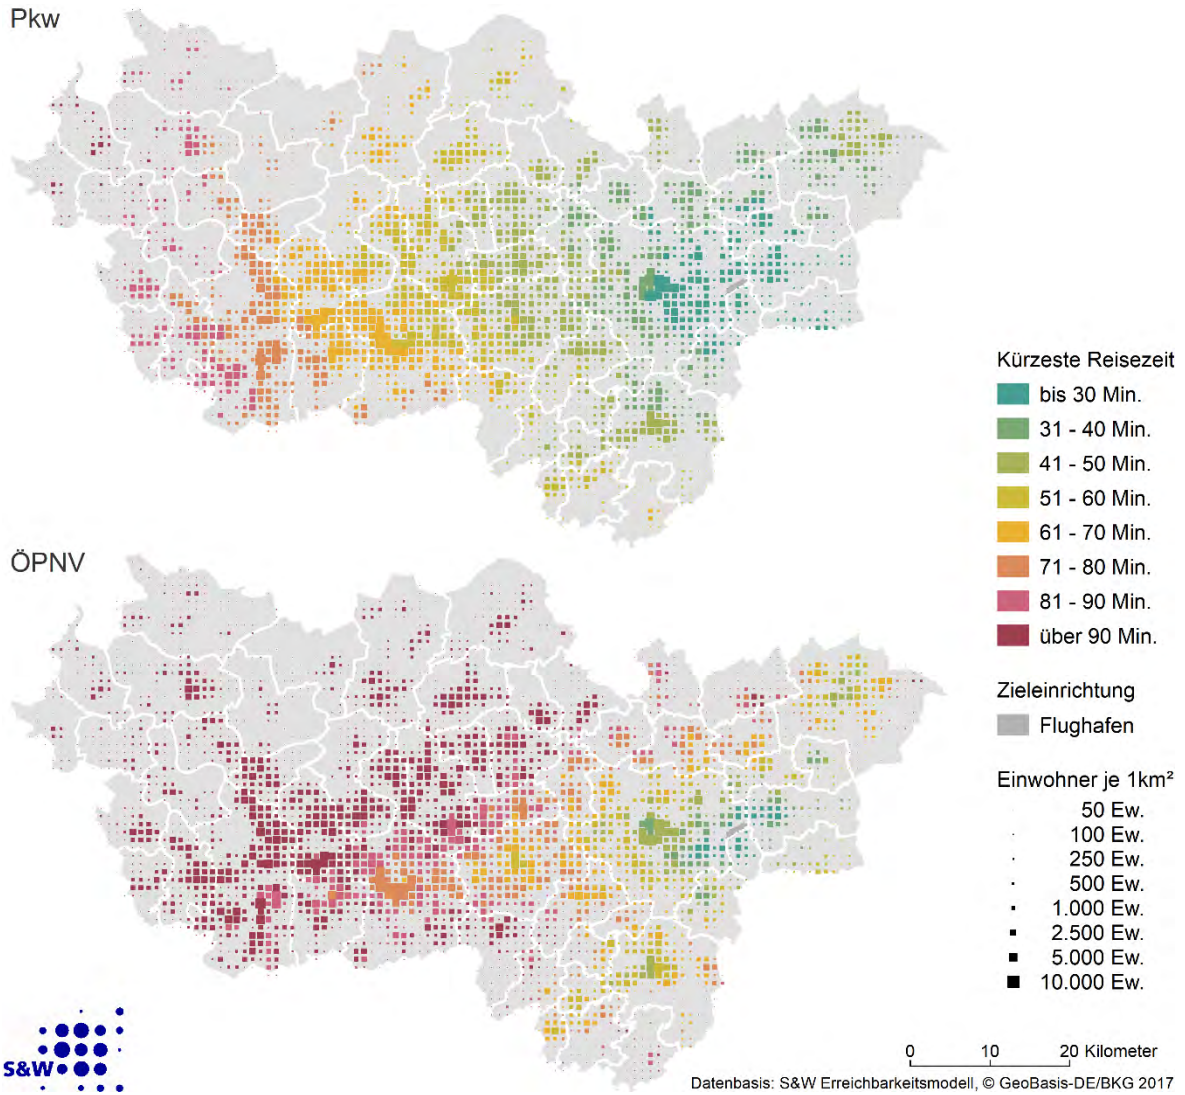 Pkw
Kürzeste Reisezeit
bis 30 Min.
31 - 40 Min.
41 - 50 Min.
51 - 60 Min.
61 - 70 Min.
71 - 80 Min.
81 - 90 Min.
über 90 Min.
ÖPNV
Zieleinrichtung
Flughafen
Einwohner je 1km²
50 Ew.
100 Ew.
250 Ew.
500 Ew.
1.000 Ew.
2.500 Ew.
5.000 Ew.
10.000 Ew.
S&W
0 10 20 Kilometer
Datenbasis: S&W Erreichbarkeitsmodell, © GeoBasis-DE/BKG 2017